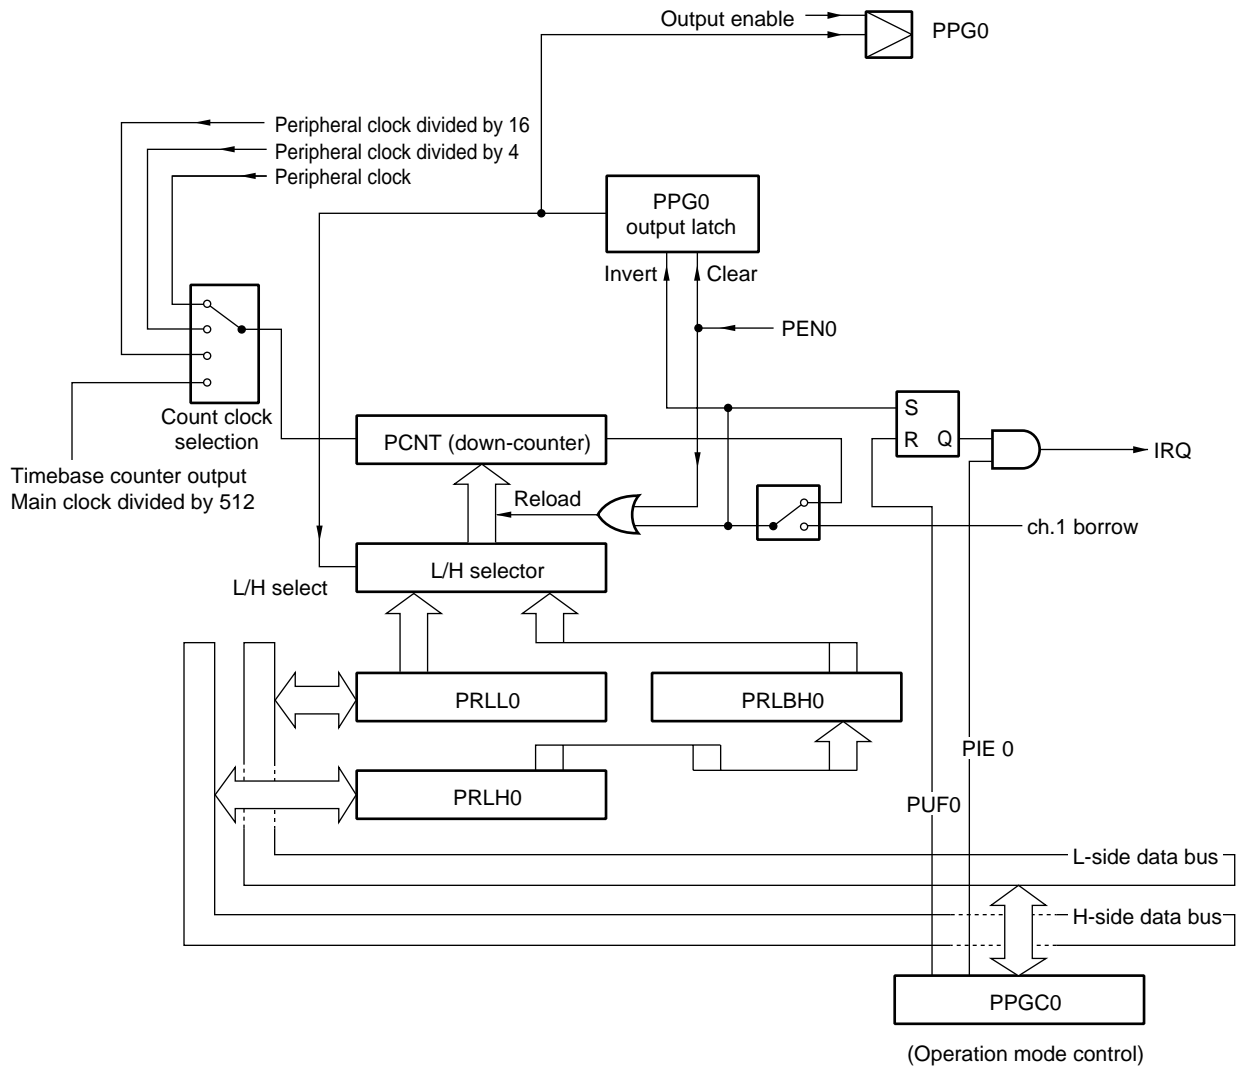 Output enable
PPG0
Peripheral clock divided by 16
Peripheral clock divided by 4
Peripheral clock
PPG0
output latch
Invert
Clear
PEN0
Count clock
selection
PCNT (down-counter)
S
R
Q
IRQ
Timebase counter output
Main clock divided by 512
Reload
ch.1 borrow
L/H selector
L/H select
PRLL0
PRLBH0
PIE 0
PRLH0
PUF0
L-side data bus
H-side data bus
PPGC0
(Operation mode control)